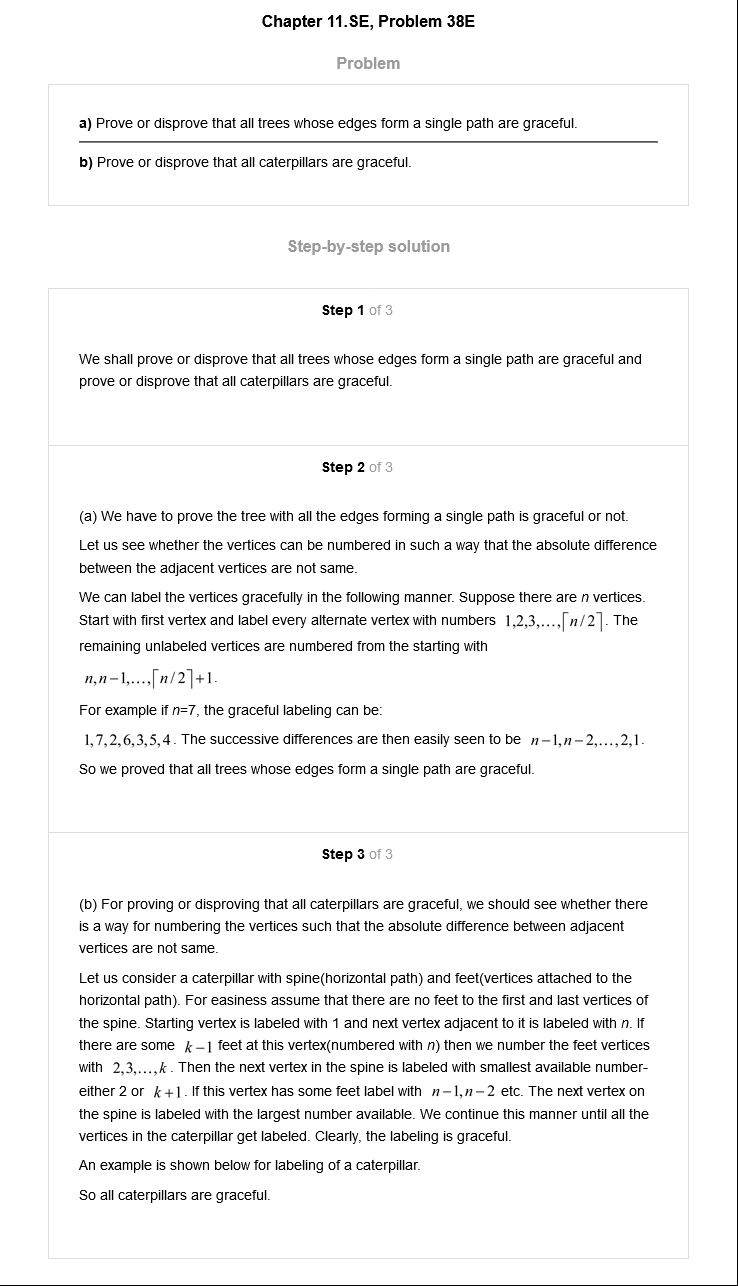 Chapter 11.SE, Problem 38E
Problem
a) Prove or disprove that all trees whose edges form a single path are graceful.
b) Prove or disprove that all caterpillars are graceful.
Step-by-step solution
Step 1 of 3
We shall prove or disprove that all trees whose edges form a single path are graceful and
prove or disprove that all caterpillars are graceful.
Step 2 of 3
(a) We have to prove the tree with all the edges forming a single path is graceful or not.
Let us see whether the vertices can be numbered in such a way that the absolute difference
between the adjacent vertices are not same.
We can label the vertices gracefully in the following manner. Suppose there are n vertices.
Start with first vertex and label every alternate vertex with numbers 1,2,3,…,⌈n/2⌉. The
remaining unlabeled vertices are numbered from the starting with
n,n−1,…,⌈n/2⌉+1.
For example if n=7, the graceful labeling can be:
1,7,2,6,3,5,4. The successive differences are then easily seen to be n−1,n−2,…,2,1.
So we proved that all trees whose edges form a single path are graceful.
Step 3 of 3
(b) For proving or disproving that all caterpillars are graceful, we should see whether there
is a way for numbering the vertices such that the absolute difference between adjacent
vertices are not same.
Let us consider a caterpillar with spine(horizontal path) and feet(vertices attached to the
horizontal path). For easiness assume that there are no feet to the first and last vertices of
the spine. Starting vertex is labeled with 1 and next vertex adjacent to it is labeled with n. If
there are some k−1 feet at this vertex(numbered with n) then we number the feet vertices
with 2,3,…,k. Then the next vertex in the spine is labeled with smallest available number-
either 2 or k+1. If this vertex has some feet label with n−1,n−2 etc. The next vertex on
the spine is labeled with the largest number available. We continue this manner until all the
vertices in the caterpillar get labeled. Clearly, the labeling is graceful.
An example is shown below for labeling of a caterpillar.
So all caterpillars are graceful.